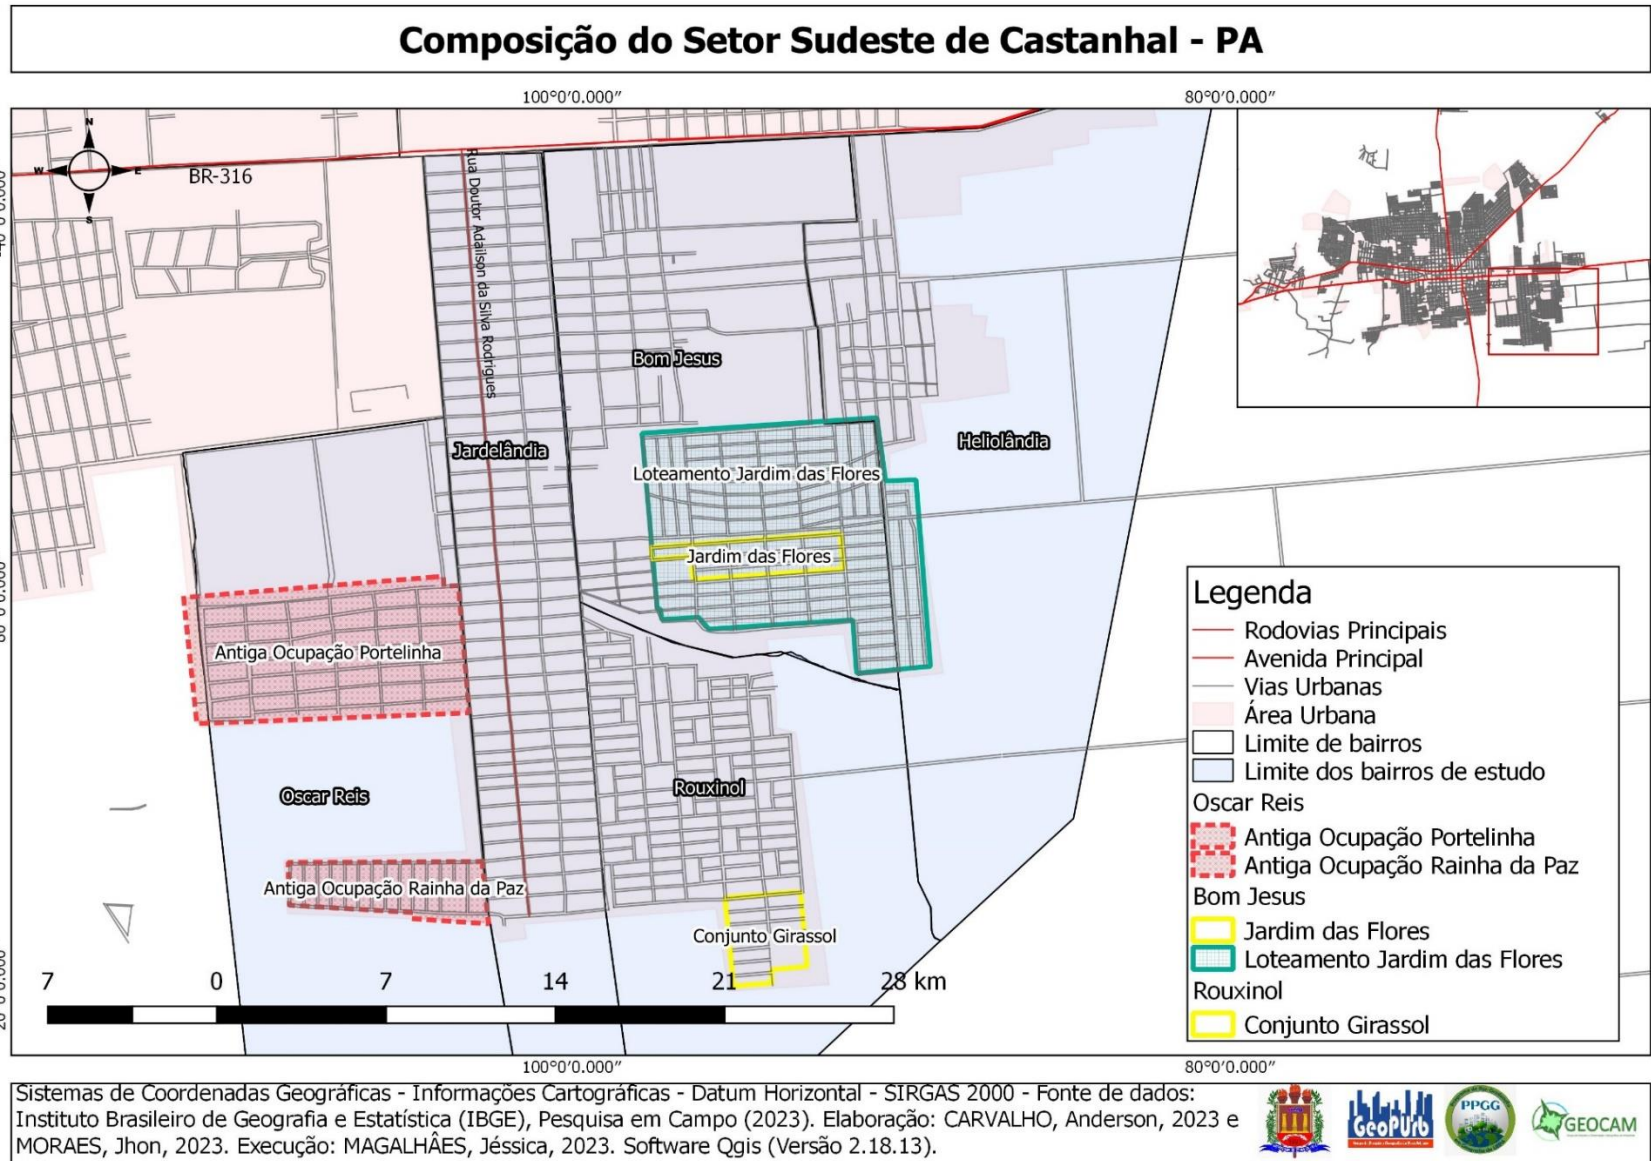 Composição do Setor Sudeste de Castanhal - PA
100°0'0.000″
80°0'0.000″
N
W
E
S
BR-316
Rua Doutor Adailson da Silva Rodrigues
Bom Jesus
Jardelândia
Heliolândia
Loteamento Jardim das Flores
Jardim das Flores
Antiga Ocupação Portelinha
Oscar Reis
Rouxinol
Antiga Ocupação Rainha da Paz
Conjunto Girassol
7 0 7 14 21 28 km
Legenda
Rodovias Principais
Avenida Principal
Vias Urbanas
Área Urbana
Limite de bairros
Limite dos bairros de estudo
Oscar Reis
Antiga Ocupação Portelinha
Antiga Ocupação Rainha da Paz
Bom Jesus
Jardim das Flores
Loteamento Jardim das Flores
Rouxinol
Conjunto Girassol
100°0'0.000″
80°0'0.000″
Sistemas de Coordenadas Geográficas - Informações Cartográficas - Datum Horizontal - SIRGAS 2000 - Fonte de dados:
Instituto Brasileiro de Geografia e Estatística (IBGE), Pesquisa em Campo (2023). Elaboração: CARVALHO, Anderson, 2023 e
MORAES, Jhon, 2023. Execução: MAGALHÂES, Jéssica, 2023. Software Qgis (Versão 2.18.13).
GeoPUrb
PPGG
GEOCAM